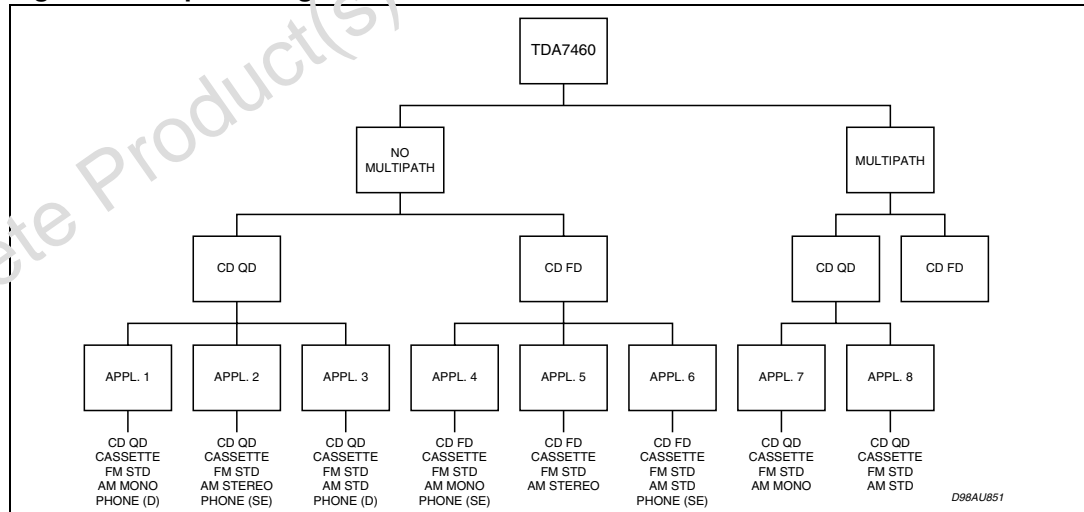 ete Product(s)
TDA7460
NO
MULTIPATH
MULTIPATH
CD QD
CD FD
CD QD
CD FD
APPL. 1
APPL. 2
APPL. 3
APPL. 4
APPL. 5
APPL. 6
APPL. 7
APPL. 8
CD QD
CASSETTE
FM STD
AM MONO
PHONE (D)
CD QD
CASSETTE
FM STD
AM STEREO
PHONE (SE)
CD QD
CASSETTE
FM STD
AM STD
PHONE (D)
CD FD
CASSETTE
FM STD
AM MONO
PHONE (SE)
CD FD
CASSETTE
FM STD
AM STEREO
CD FD
CASSETTE
FM STD
AM STD
PHONE (SE)
CD QD
CASSETTE
FM STD
AM MONO
CD QD
CASSETTE
FM STD
AM STD
D98AU851